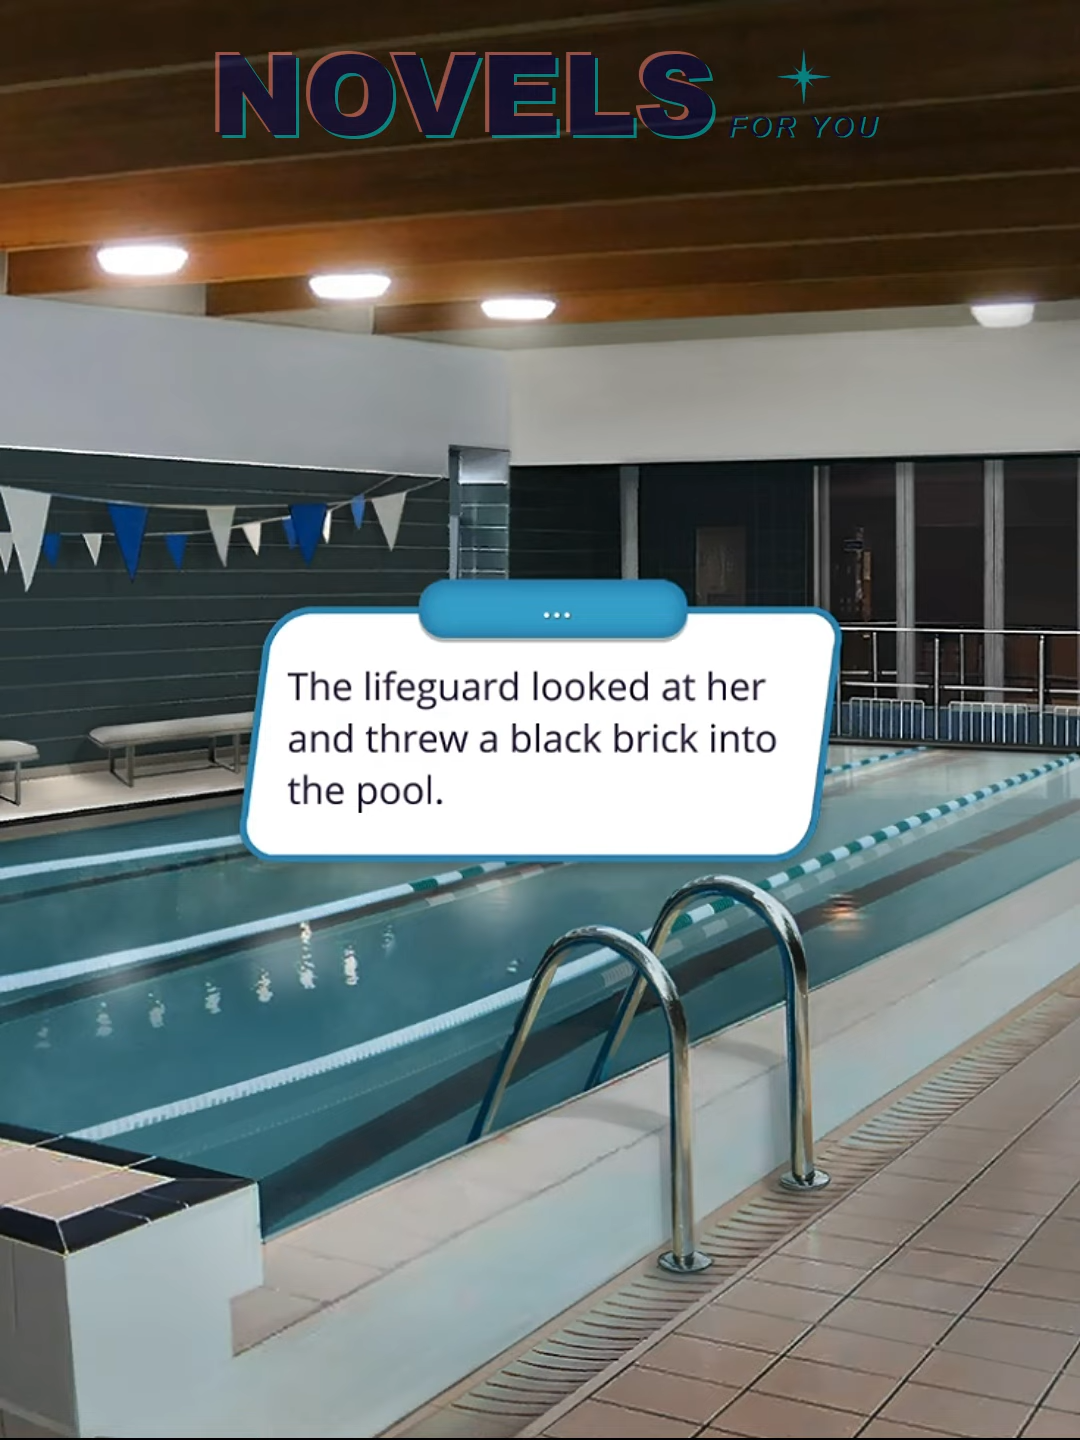 NOVELS
FOR YOU
...
The lifeguard looked at her
and threw a black brick into
the pool.